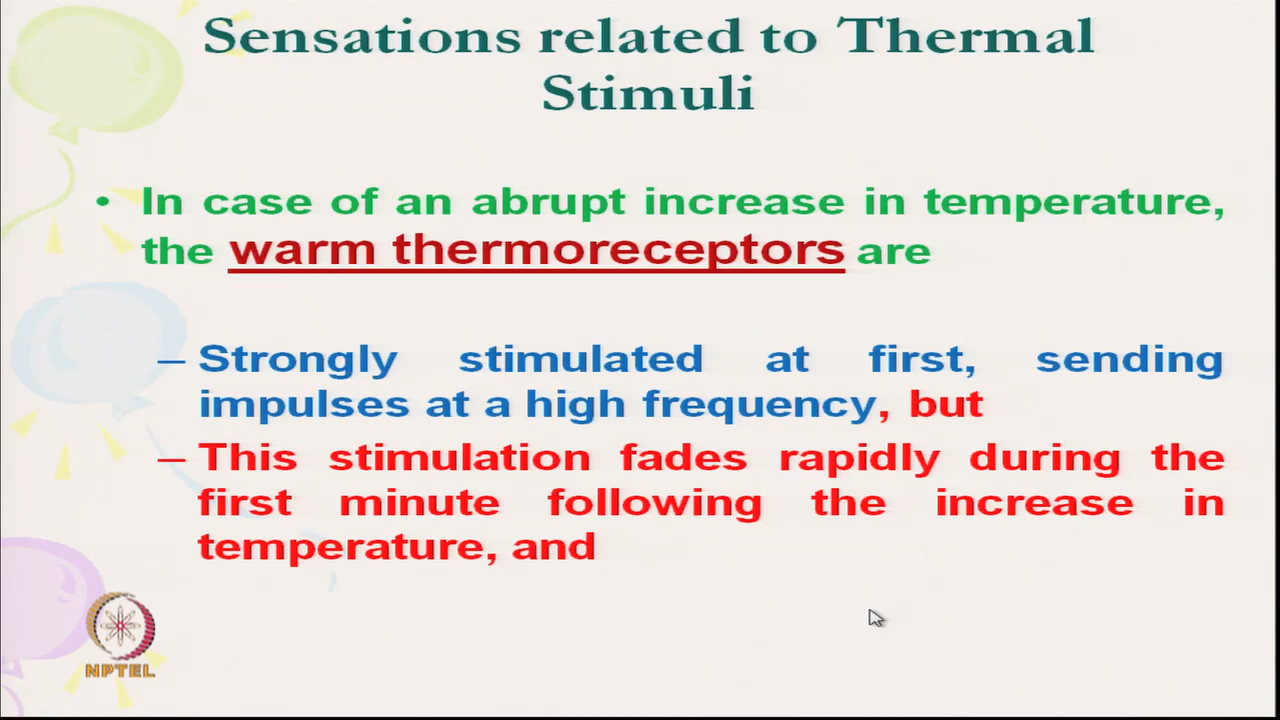 Sensations related to Thermal
Stimuli
• In case of an abrupt increase in temperature,
the warm thermoreceptors are
– Strongly stimulated at first, sending
impulses at a high frequency, but
– This stimulation fades rapidly during the
first minute following the increase in
temperature, and
NPTEL